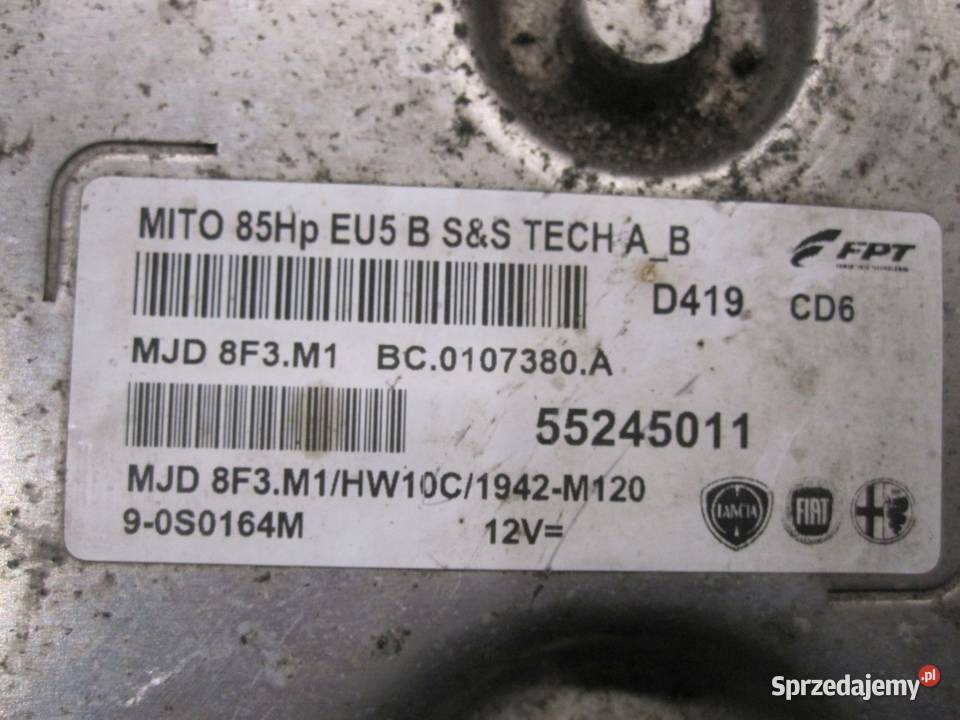 MITO 85Hp EU5 B S&S TECH A_B
FPT
D419 CD6
MJD 8F3.M1 BC.0107380.A
55245011
MJD 8F3.M1/HW10C/1942-M120
9-0S0164M 12V=
LANCIA FIAT
Sprzedajemy.pl